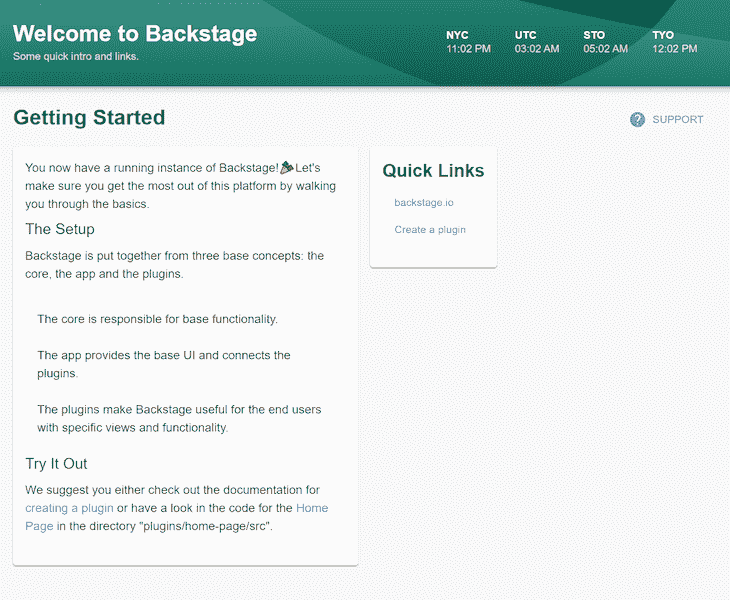 Welcome to Backstage
Some quick intro and links.
NYC UTC STO TYO
11:02 PM 03:02 AM 05:02 AM 12:02 PM
Getting Started
? SUPPORT
You now have a running instance of Backstage! Let's
make sure you get the most out of this platform by walking
you through the basics.
The Setup
Backstage is put together from three base concepts: the
core, the app and the plugins.
The core is responsible for base functionality.
The app provides the base UI and connects the
plugins.
The plugins make Backstage useful for the end users
with specific views and functionality.
Try It Out
We suggest you either check out the documentation for
creating a plugin or have a look in the code for the Home
Page in the directory "plugins/home-page/src".
Quick Links
backstage.io
Create a plugin